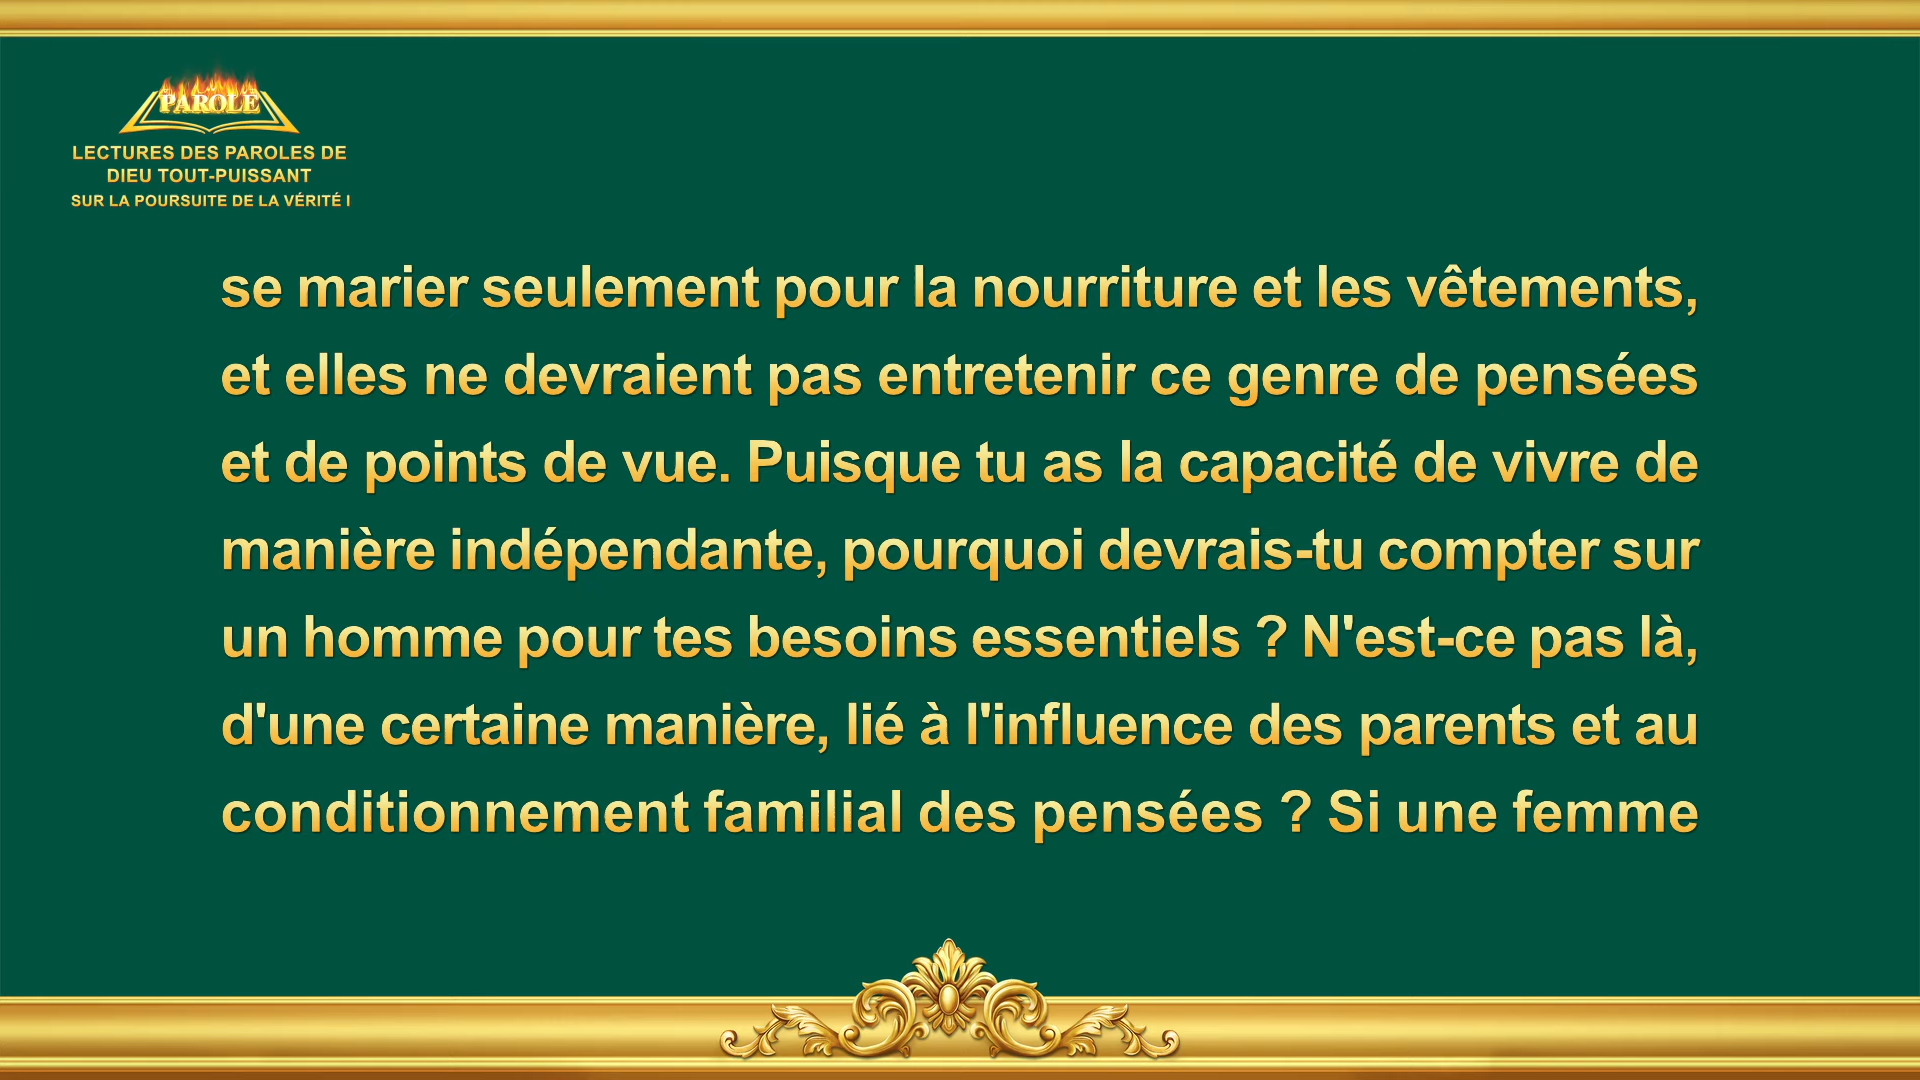 PAROLE
LECTURES DES PAROLES DE
DIEU TOUT-PUISSANT
SUR LA POURSUITE DE LA VÉRITÉ I
se marier seulement pour la nourriture et les vêtements,
et elles ne devraient pas entretenir ce genre de pensées
et de points de vue. Puisque tu as la capacité de vivre de
manière indépendante, pourquoi devrais-tu compter sur
un homme pour tes besoins essentiels ? N'est-ce pas là,
d'une certaine manière, lié à l'influence des parents et au
conditionnement familial des pensées ? Si une femme